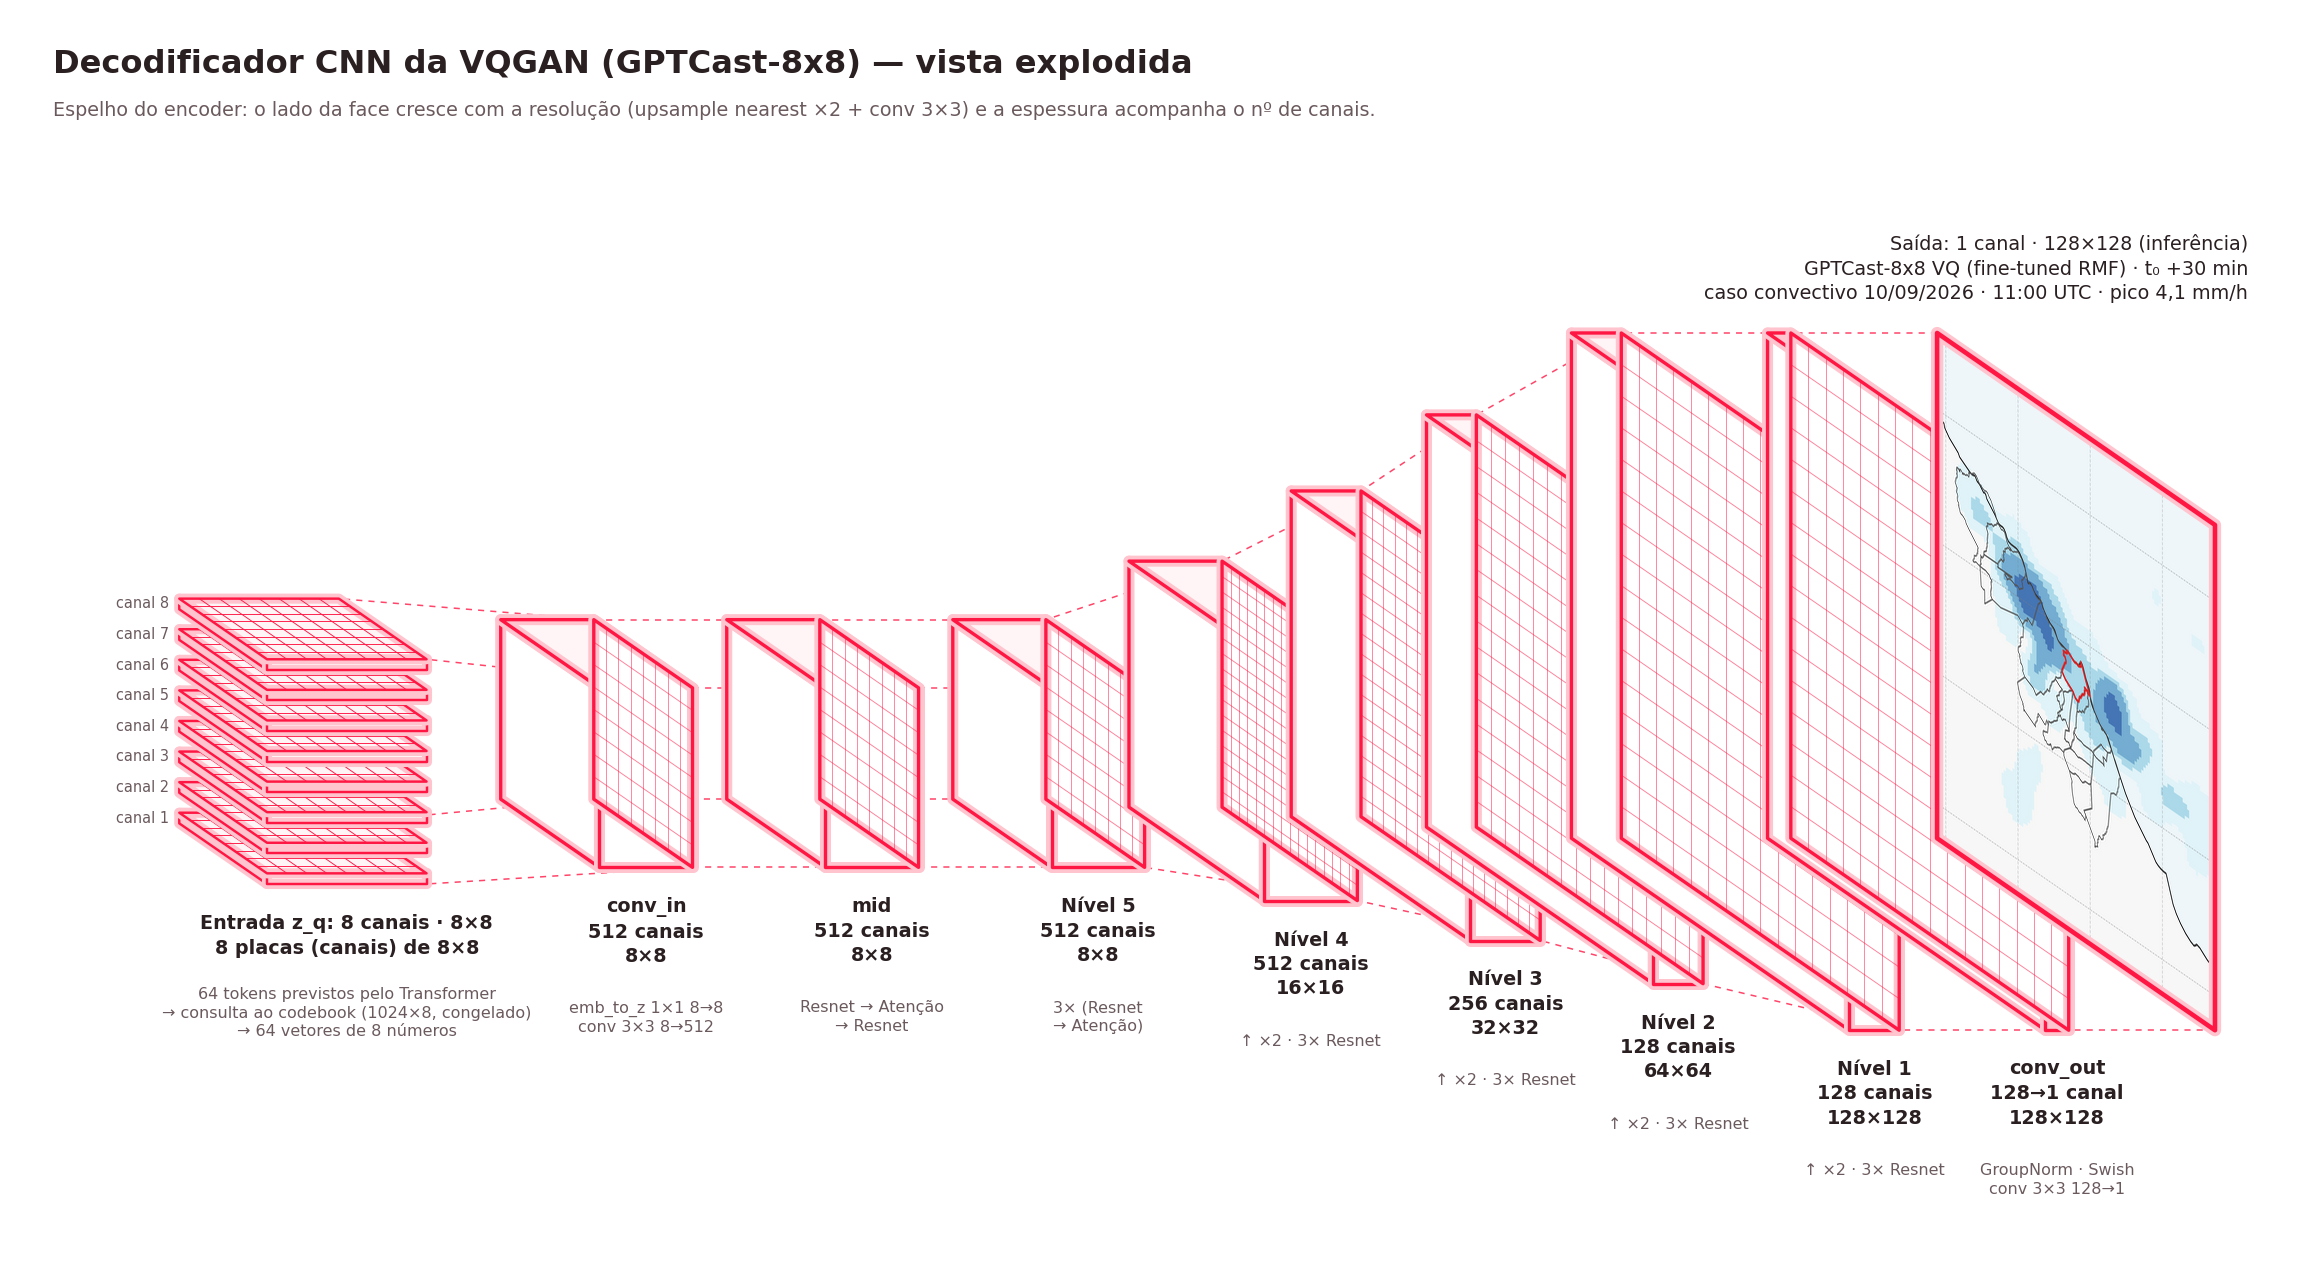 Decodificador CNN da VQGAN (GPTCast-8x8) — vista explodida
Espelho do encoder: o lado da face cresce com a resolução (upsample nearest ×2 + conv 3×3) e a espessura acompanha o nº de canais.
Saída: 1 canal · 128×128 (inferência)
GPTCast-8x8 VQ (fine-tuned RMF) · t₀ +30 min
caso convectivo 10/09/2026 · 11:00 UTC · pico 4,1 mm/h
canal 8
canal 7
canal 6
canal 5
canal 4
canal 3
canal 2
canal 1
Entrada z_q: 8 canais · 8×8
8 placas (canais) de 8×8
64 tokens previstos pelo Transformer
→ consulta ao codebook (1024×8, congelado)
→ 64 vetores de 8 números
conv_in
512 canais
8×8
emb_to_z 1×1 8→8
conv 3×3 8→512
mid
512 canais
8×8
Resnet → Atenção
→ Resnet
Nível 5
512 canais
8×8
3× (Resnet
→ Atenção)
Nível 4
512 canais
16×16
↑ ×2 · 3× Resnet
Nível 3
256 canais
32×32
↑ ×2 · 3× Resnet
Nível 2
128 canais
64×64
↑ ×2 · 3× Resnet
Nível 1
128 canais
128×128
↑ ×2 · 3× Resnet
conv_out
128→1 canal
128×128
GroupNorm · Swish
conv 3×3 128→1